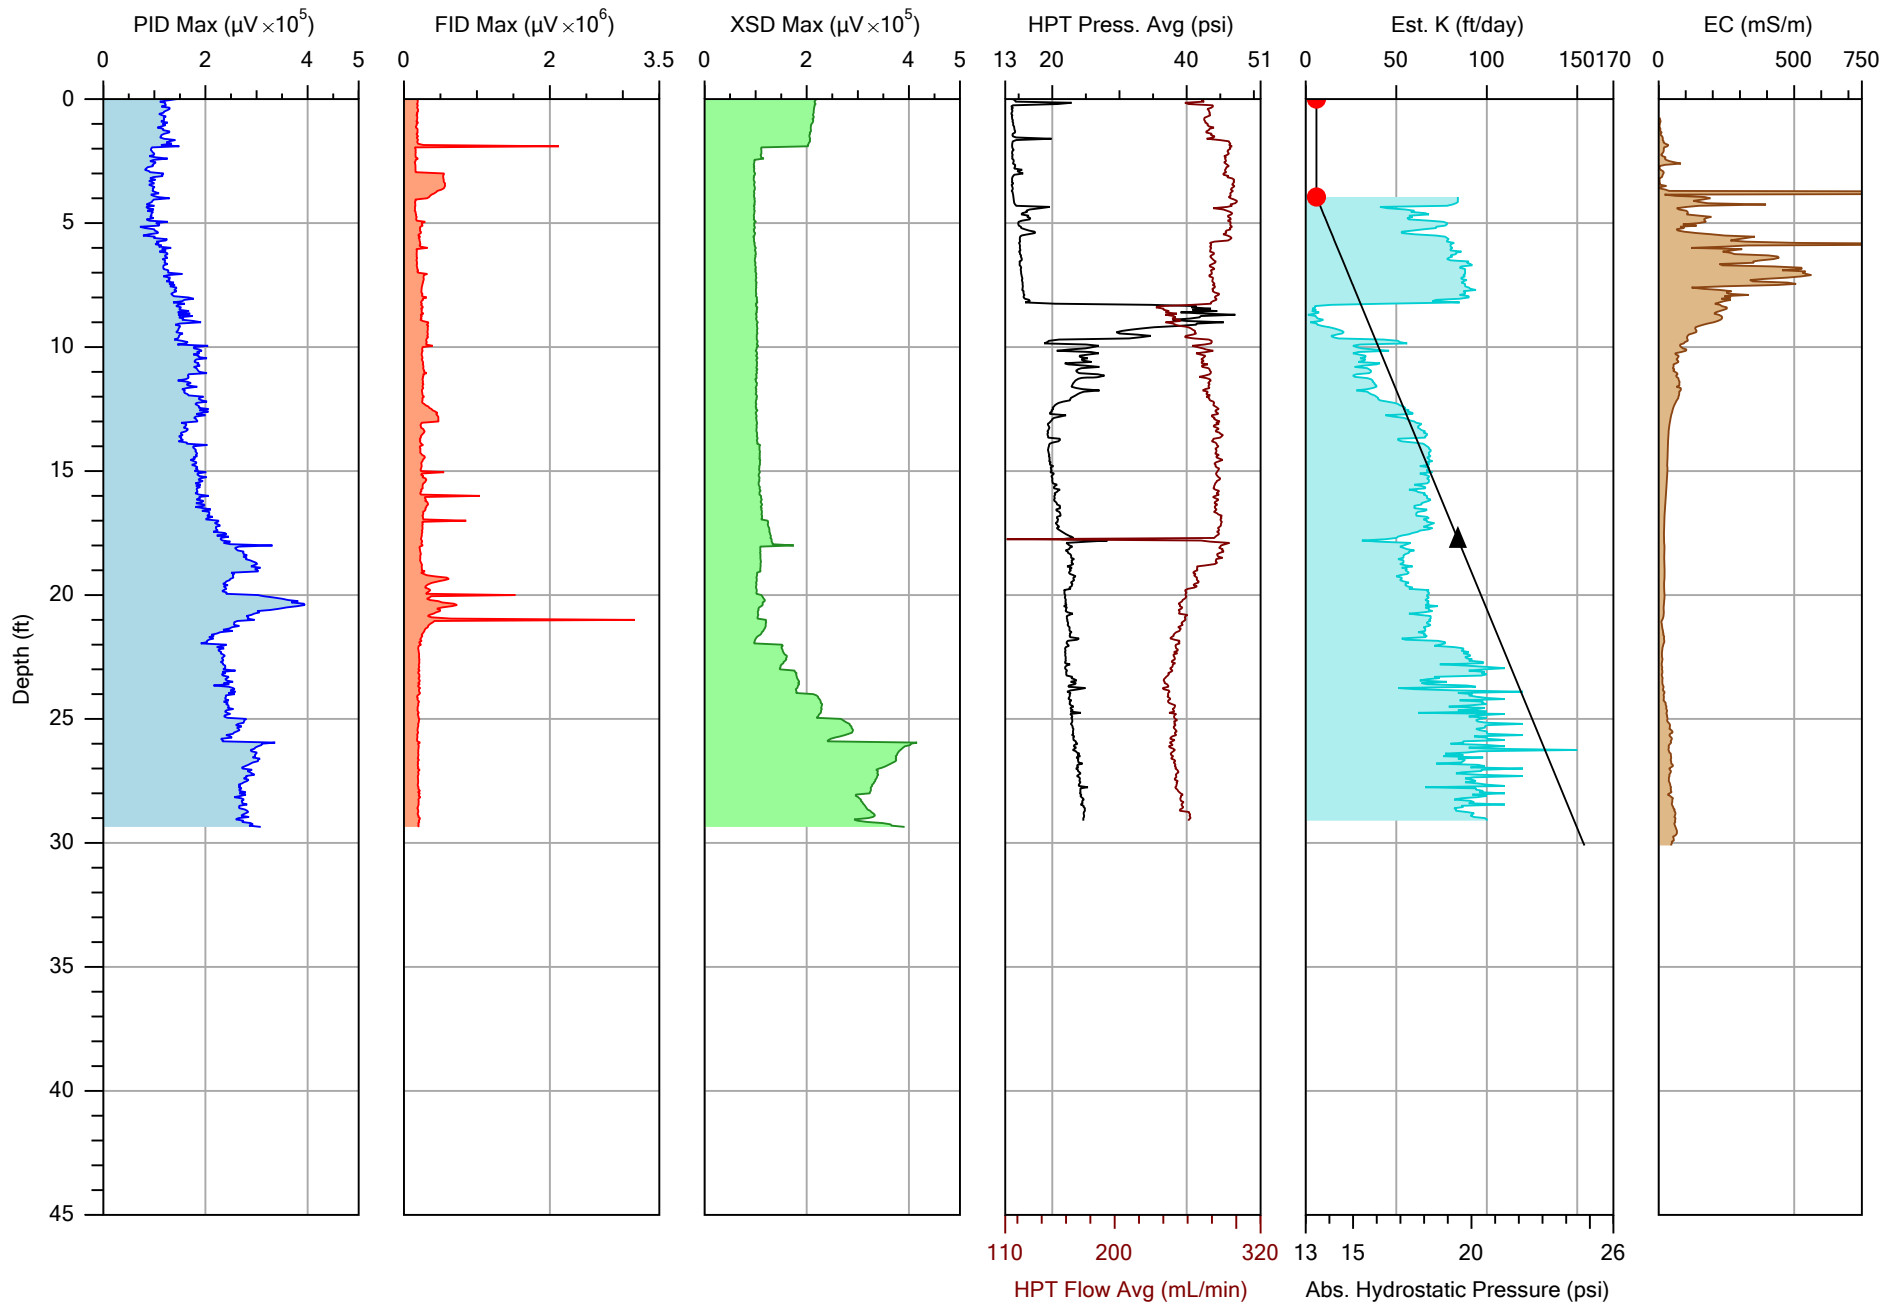 PID Max (µV ×10⁵) FID Max (µV ×10⁶) XSD Max (µV ×10⁵) HPT Press. Avg (psi) Est. K (ft/day) EC (mS/m)
0 2 4 5 0 2 3.5 0 2 4 5 13 20 40 51 0 50 100 150 170 0 500 750
0
5
10
15
20
25
30
35
40
45
Depth (ft)
110 200 320 13 15 20 26
HPT Flow Avg (mL/min) Abs. Hydrostatic Pressure (psi)